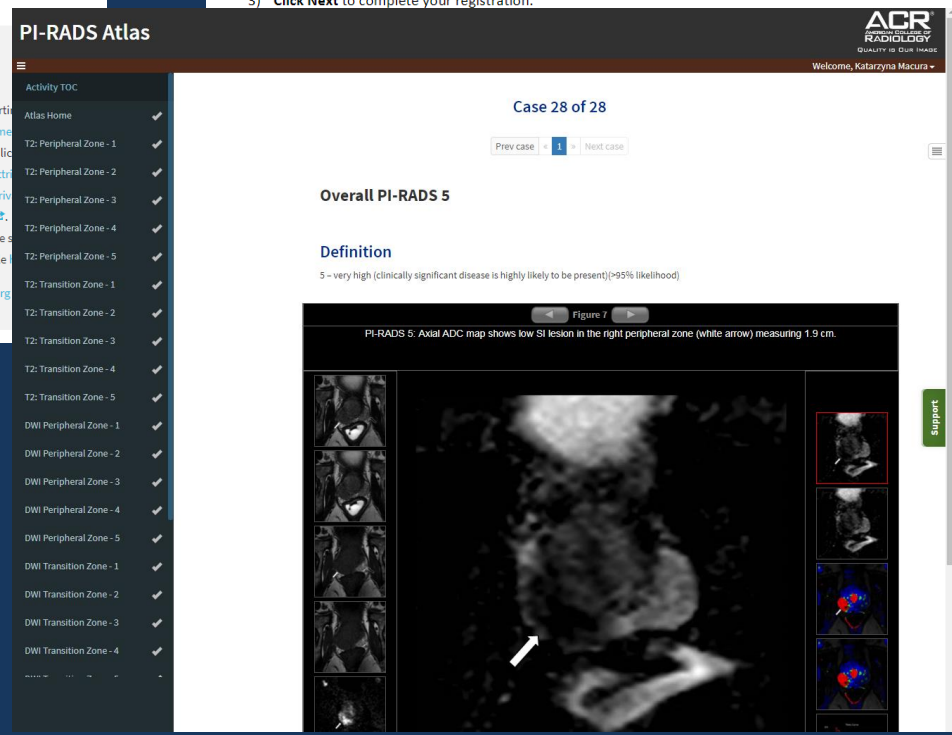 3) Click Next to complete your registration.
PI-RADS Atlas
ACR
AMERICAN COLLEGE OF
RADIOLOGY
QUALITY IS OUR IMAGE
Welcome, Katarzyna Macura
Activity TOC
Atlas Home
T2: Peripheral Zone - 1
T2: Peripheral Zone - 2
T2: Peripheral Zone - 3
T2: Peripheral Zone - 4
T2: Peripheral Zone - 5
T2: Transition Zone - 1
T2: Transition Zone - 2
T2: Transition Zone - 3
T2: Transition Zone - 4
T2: Transition Zone - 5
DWI Peripheral Zone - 1
DWI Peripheral Zone - 2
DWI Peripheral Zone - 3
DWI Peripheral Zone - 4
DWI Peripheral Zone - 5
DWI Transition Zone - 1
DWI Transition Zone - 2
DWI Transition Zone - 3
DWI Transition Zone - 4
Case 28 of 28
Prev case « 1 » Next case
Overall PI-RADS 5
Definition
5 – very high (clinically significant disease is highly likely to be present)(>95% likelihood)
Figure 7
PI-RADS 5: Axial ADC map shows low SI lesion in the right peripheral zone (white arrow) measuring 1.9 cm.
Support